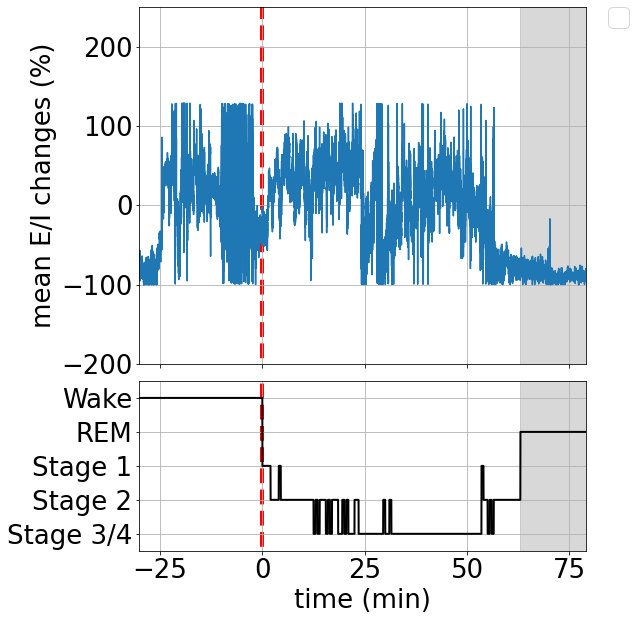 mean E/I changes (%)
200
100
0
−100
−200
Wake
REM
Stage 1
Stage 2
Stage 3/4
−25 0 25 50 75
time (min)